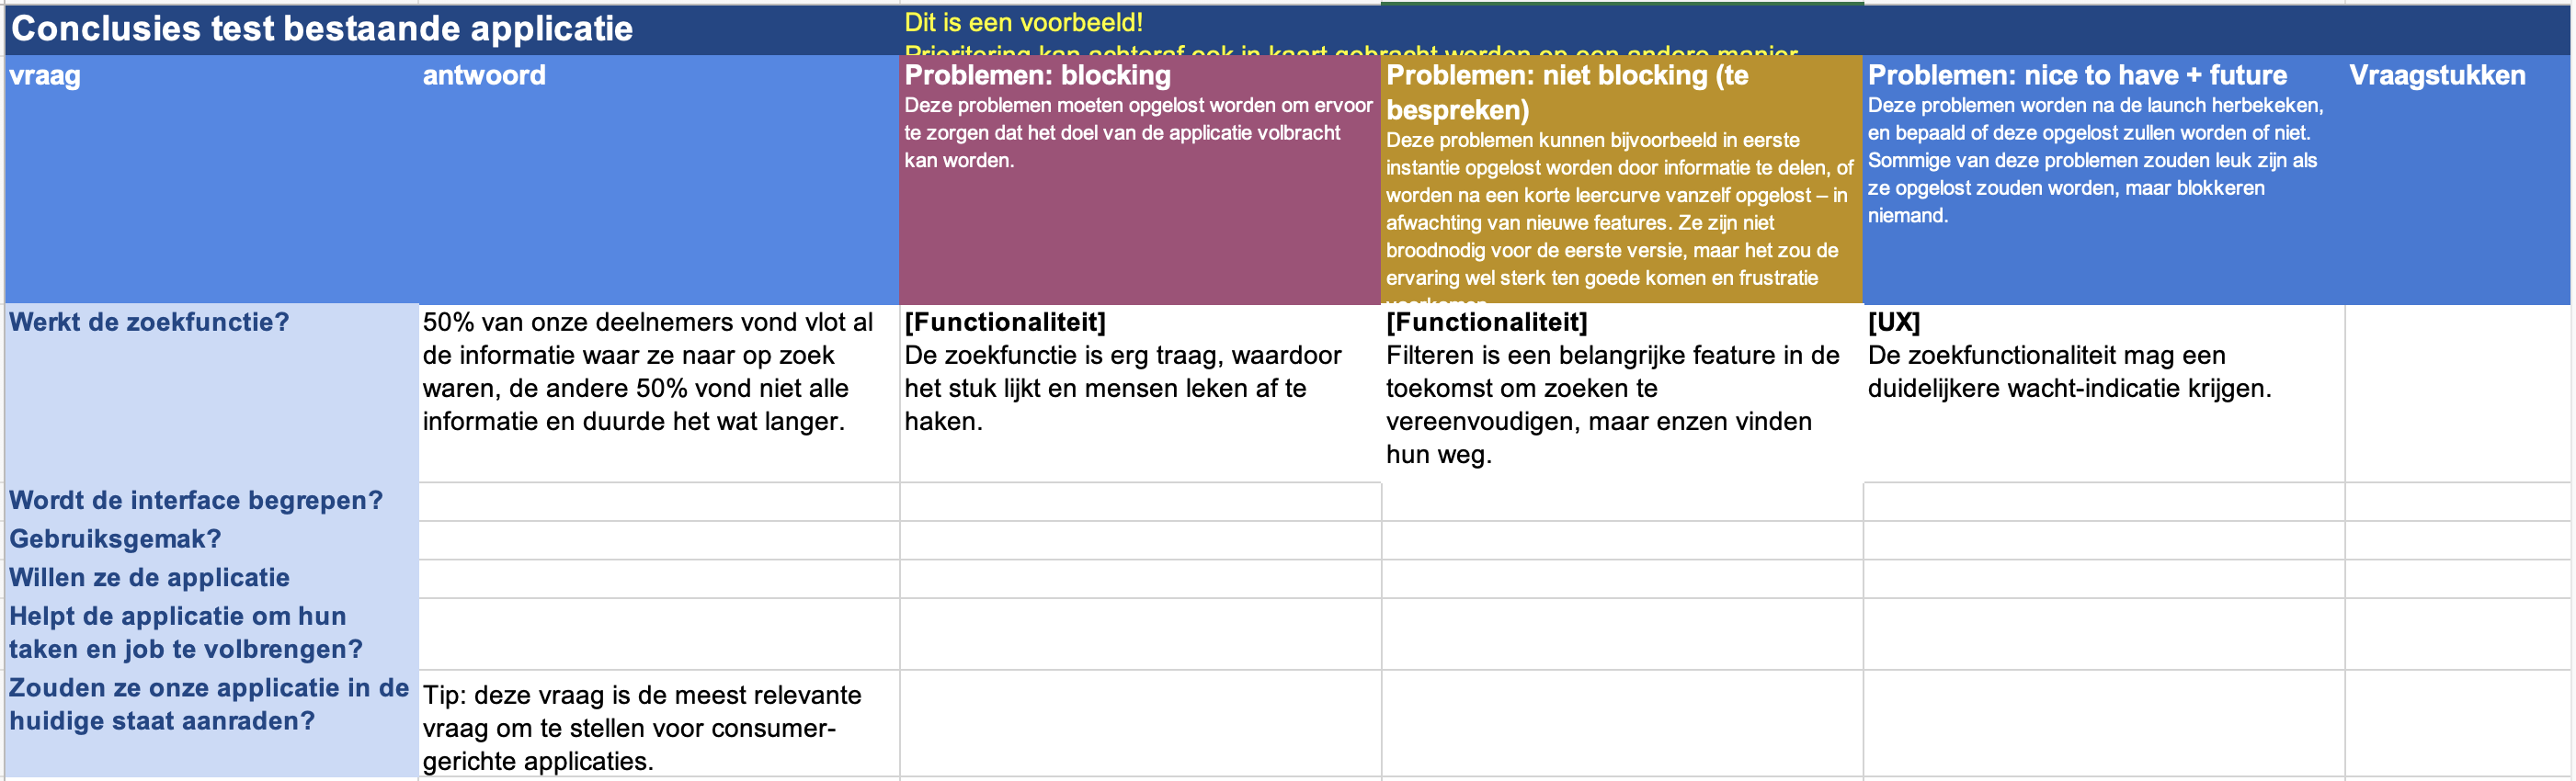 Conclusies test bestaande applicatie
Dit is een voorbeeld!
Prioritering kan achteraf ook in kaart gebracht worden op een andere manier
vraag
antwoord
Problemen: blocking
Deze problemen moeten opgelost worden om ervoor
te zorgen dat het doel van de applicatie volbracht
kan worden.
Problemen: niet blocking (te
bespreken)
Deze problemen kunnen bijvoorbeeld in eerste
instantie opgelost worden door informatie te delen, of
worden na een korte leercurve vanzelf opgelost – in
afwachting van nieuwe features. Ze zijn niet
broodnodig voor de eerste versie, maar het zou de
ervaring wel sterk ten goede komen en frustratie
Problemen: nice to have + future
Deze problemen worden na de launch herbekeken,
en bepaald of deze opgelost zullen worden of niet.
Sommige van deze problemen zouden leuk zijn als
ze opgelost zouden worden, maar blokkeren
niemand.
Vraagstukken
Werkt de zoekfunctie?
50% van onze deelnemers vond vlot al
de informatie waar ze naar op zoek
waren, de andere 50% vond niet alle
informatie en duurde het wat langer.
[Functionaliteit]
De zoekfunctie is erg traag, waardoor
het stuk lijkt en mensen leken af te
haken.
[Functionaliteit]
Filteren is een belangrijke feature in de
toekomst om zoeken te
vereenvoudigen, maar enzen vinden
hun weg.
[UX]
De zoekfunctionaliteit mag een
duidelijkere wacht-indicatie krijgen.
Wordt de interface begrepen?
Gebruiksgemak?
Willen ze de applicatie
Helpt de applicatie om hun
taken en job te volbrengen?
Zouden ze onze applicatie in de
huidige staat aanraden?
Tip: deze vraag is de meest relevante
vraag om te stellen voor consumer-
gerichte applicaties.